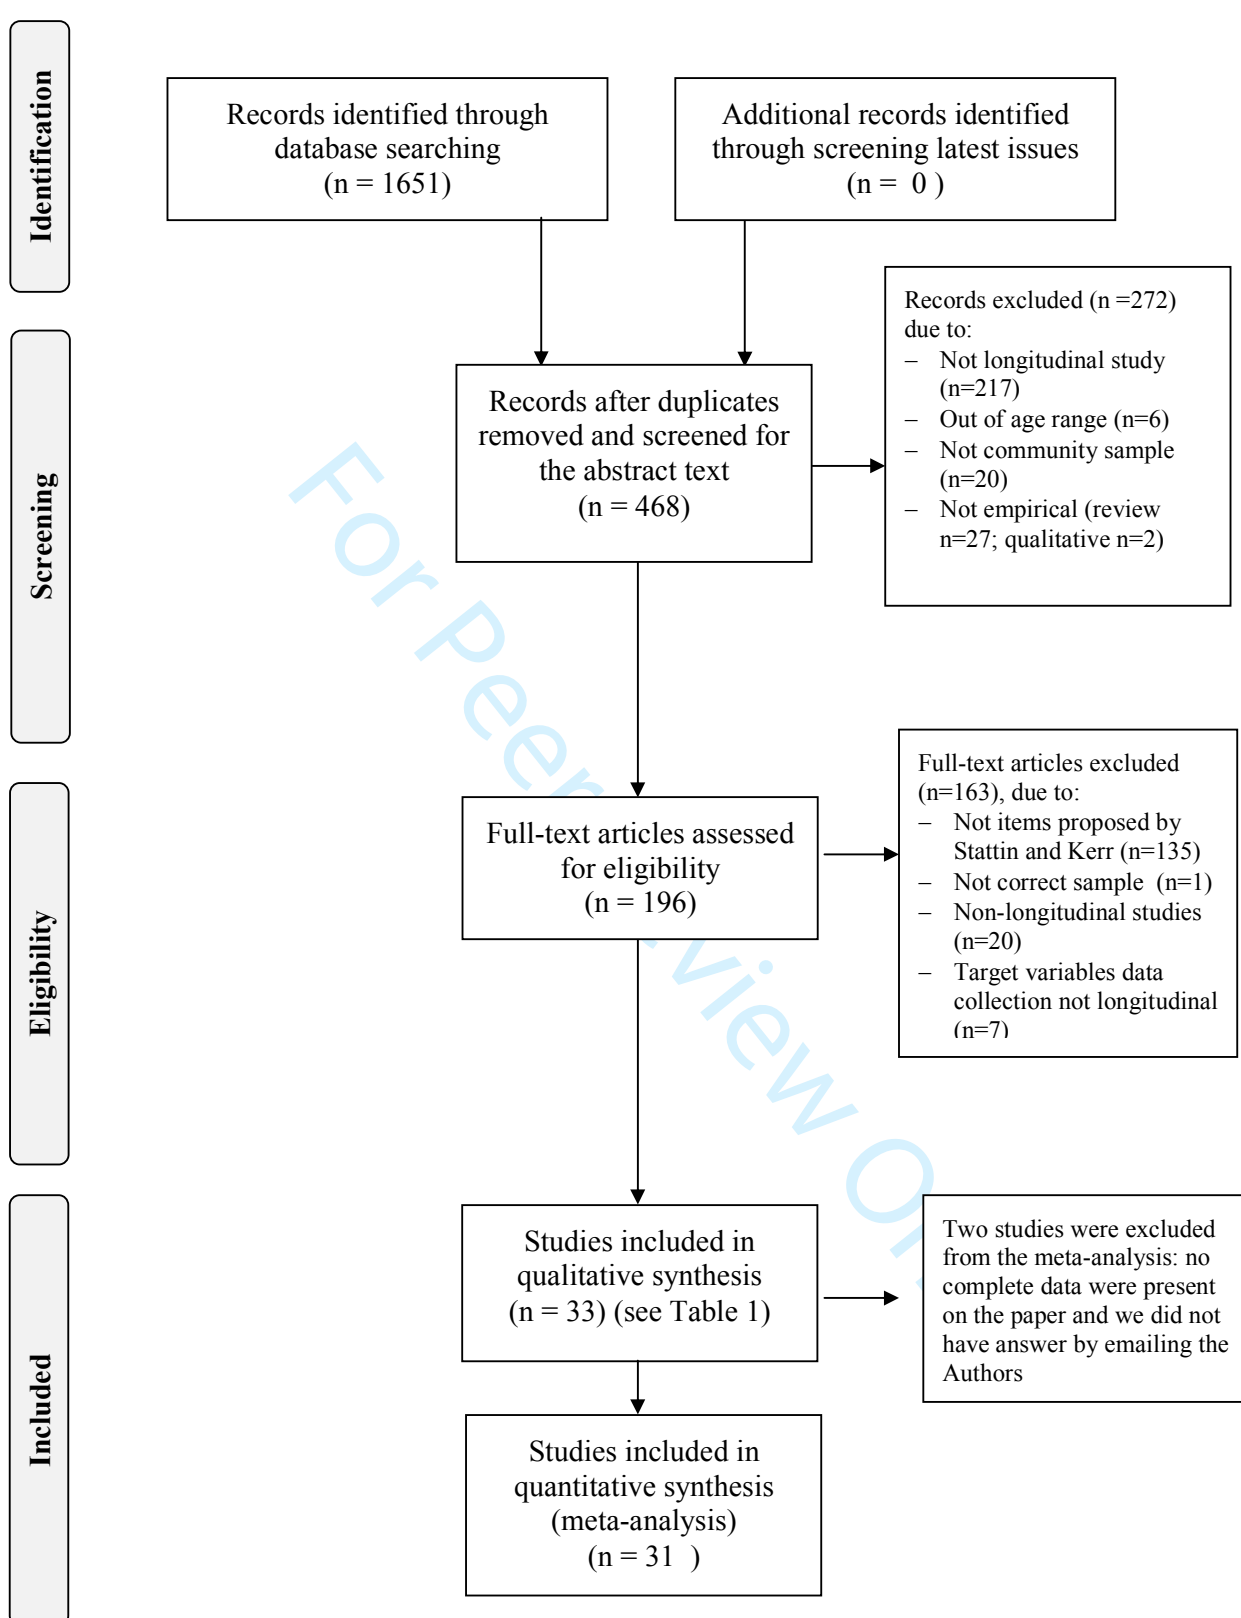 Identification
Records identified through
database searching
(n = 1651)
Additional records identified
through screening latest issues
(n =  0 )
Screening
Records after duplicates
removed and screened for
the abstract text
(n = 468)
Records excluded (n =272)
due to:
– Not longitudinal study
(n=217)
– Out of age range (n=6)
– Not community sample
(n=20)
– Not empirical (review
n=27; qualitative n=2)
Eligibility
Full-text articles assessed
for eligibility
(n = 196)
Full-text articles excluded
(n=163), due to:
– Not items proposed by
Stattin and Kerr (n=135)
– Not correct sample  (n=1)
– Non-longitudinal studies
(n=20)
– Target variables data
collection not longitudinal
(n=7)
Included
Studies included in
qualitative synthesis
(n = 33) (see Table 1)
Two studies were excluded
from the meta-analysis: no
complete data were present
on the paper and we did not
have answer by emailing the
Authors
Studies included in
quantitative synthesis
(meta-analysis)
(n = 31  )
For Peer view On